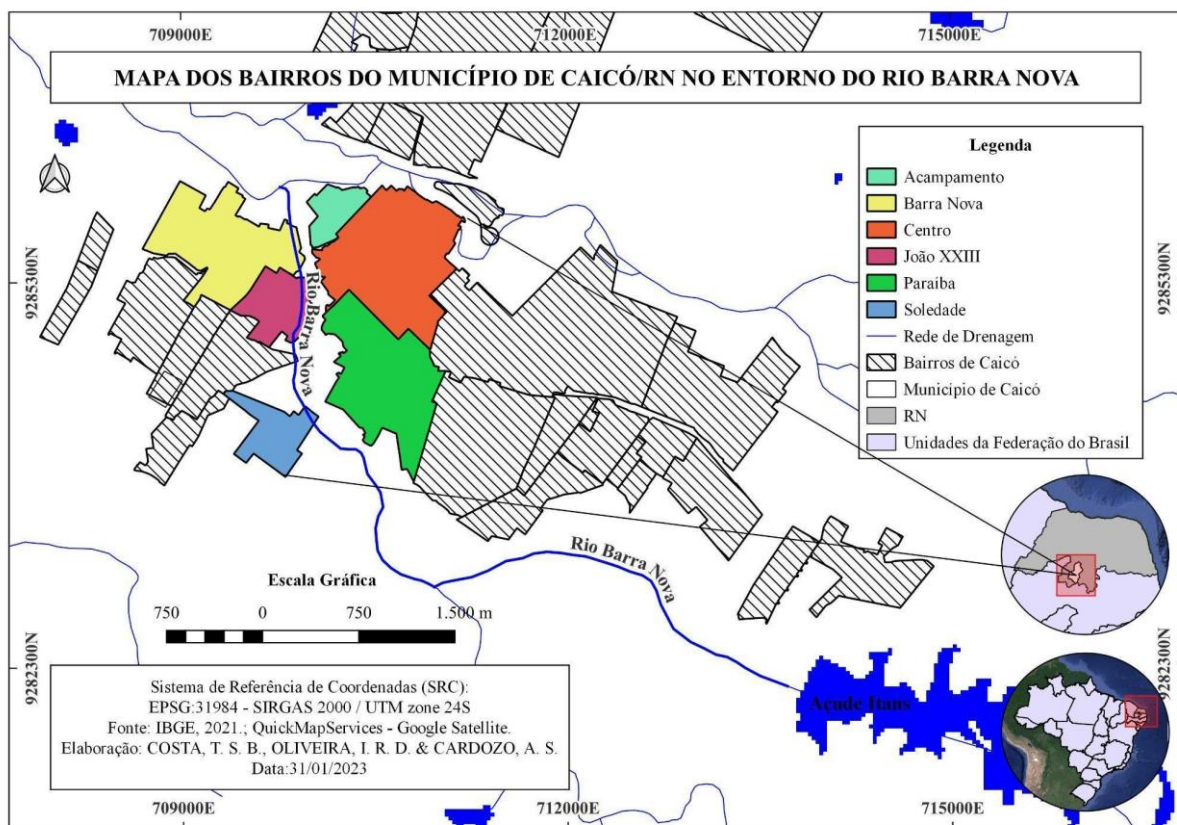 709000E
712000E
715000E
MAPA DOS BAIRROS DO MUNICÍPIO DE CAICÓ/RN NO ENTORNO DO RIO BARRA NOVA
Legenda
Acampamento
Barra Nova
Centro
João XXIII
Paraíba
Soledade
Rede de Drenagem
Bairros de Caicó
Municipio de Caicó
RN
Unidades da Federação do Brasil
9285300N
9285300N
Rio Barra Nova
Rio Barra Nova
Escala Gráfica
750 0 750 1.500 m
9282300N
9282300N
Açude Itans
Sistema de Referência de Coordenadas (SRC):
EPSG:31984 - SIRGAS 2000 / UTM zone 24S
Fonte: IBGE, 2021.; QuickMapServices - Google Satellite.
Elaboração: COSTA, T. S. B., OLIVEIRA, I. R. D. & CARDOZO, A. S.
Data:31/01/2023
709000E
712000E
715000E